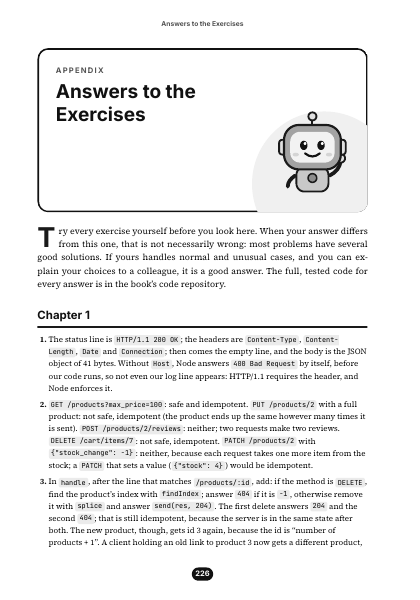 Answers to the Exercises
APPENDIX
Answers to the
Exercises
Try every exercise yourself before you look here. When your answer differs
from this one, that is not necessarily wrong: most problems have several
good solutions. If yours handles normal and unusual cases, and you can ex-
plain your choices to a colleague, it is a good answer. The full, tested code for
every answer is in the book's code repository.
Chapter 1
1. The status line is HTTP/1.1 200 OK; the headers are Content-Type, Content-
Length, Date and Connection; then comes the empty line, and the body is the JSON
object of 41 bytes. Without Host, Node answers 400 Bad Request by itself, before
our code runs, so not even our log line appears: HTTP/1.1 requires the header, and
Node enforces it.
2. GET /products?max_price=100: safe and idempotent. PUT /products/2 with a full
product: not safe, idempotent (the product ends up the same however many times it
is sent). POST /products/2/reviews: neither; two requests make two reviews.
DELETE /cart/items/7: not safe, idempotent. PATCH /products/2 with
{"stock_change": -1}: neither, because each request takes one more item from the
stock; a PATCH that sets a value ({"stock": 4}) would be idempotent.
3. In handle, after the line that matches /products/:id, add: if the method is DELETE,
find the product's index with findIndex; answer 404 if it is -1, otherwise remove
it with splice and answer send(res, 204). The first delete answers 204 and the
second 404; that is still idempotent, because the server is in the same state after
both. The new product, though, gets id 3 again, because the id is “number of
products + 1”. A client holding an old link to product 3 now gets a different product,
226